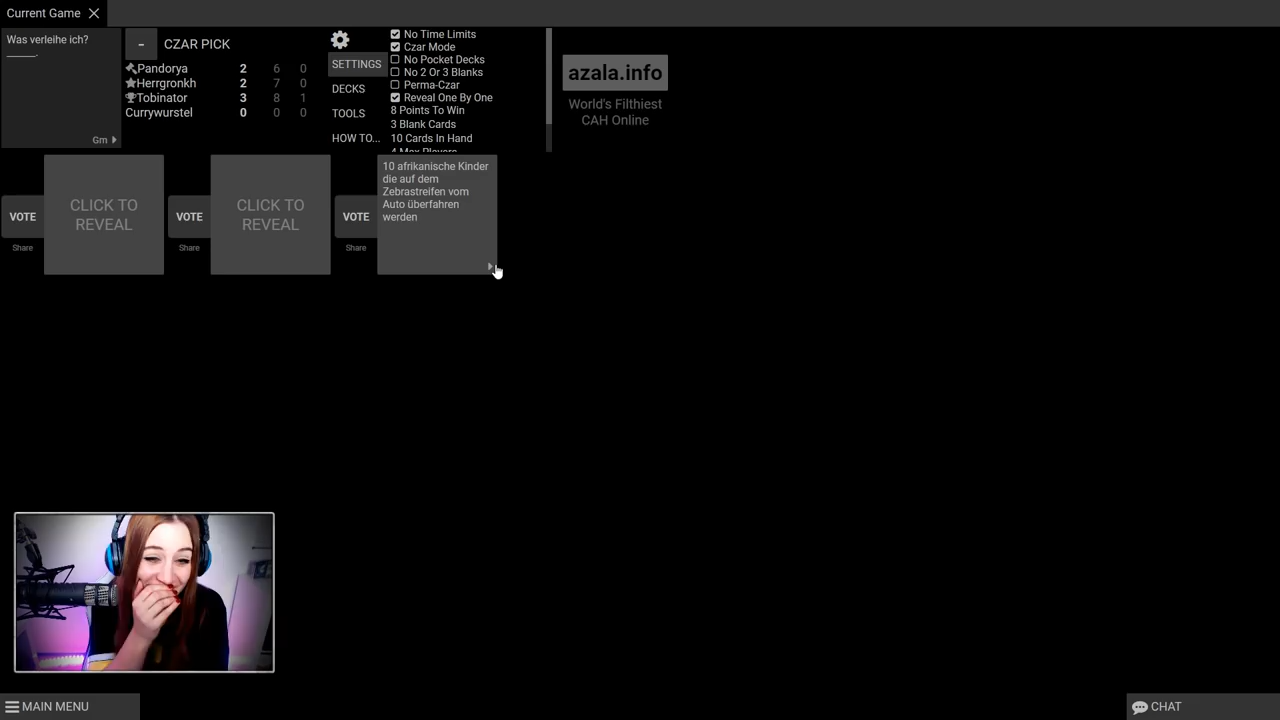 Current Game
Was verleihe ich?
______.
Gm
-
CZAR PICK
Pandorya 2 6 0
Herrgronkh 2 7 0
Tobinator 3 8 1
Currywurstel 0 0 0
SETTINGS
DECKS
TOOLS
HOW TO...
No Time Limits
Czar Mode
No Pocket Decks
No 2 Or 3 Blanks
Perma-Czar
Reveal One By One
8 Points To Win
3 Blank Cards
10 Cards In Hand
4 Max Players
azala.info
World's Filthiest
CAH Online
VOTE
Share
CLICK TO
REVEAL
VOTE
Share
CLICK TO
REVEAL
VOTE
Share
10 afrikanische Kinder
die auf dem
Zebrastreifen vom
Auto überfahren
werden
MAIN MENU
CHAT